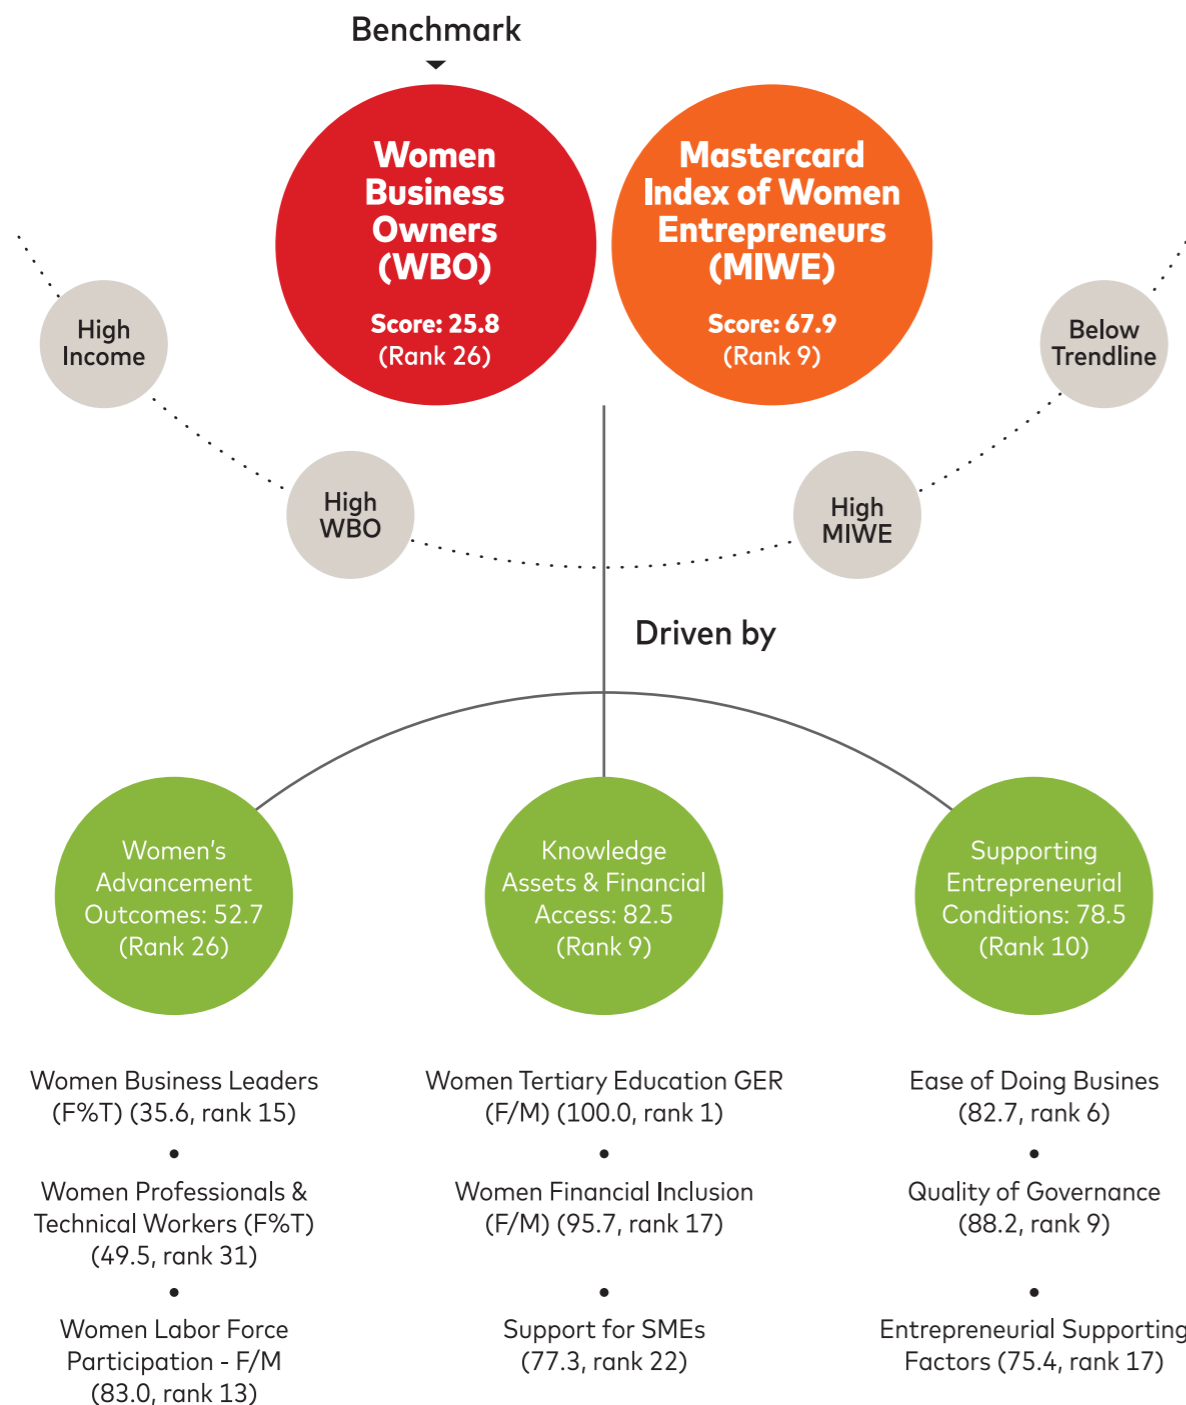 Benchmark
Women
Business
Owners
(WBO)
Score: 25.8
(Rank 26)
Mastercard
Index of Women
Entrepreneurs
(MIWE)
Score: 67.9
(Rank 9)
High
Income
High
WBO
High
MIWE
Below
Trendline
Driven by
Women's
Advancement
Outcomes: 52.7
(Rank 26)
Knowledge
Assets & Financial
Access: 82.5
(Rank 9)
Supporting
Entrepreneurial
Conditions: 78.5
(Rank 10)
Women Business Leaders
(F%T) (35.6, rank 15)
•
Women Professionals &
Technical Workers (F%T)
(49.5, rank 31)
•
Women Labor Force
Participation - F/M
(83.0, rank 13)
Women Tertiary Education GER
(F/M) (100.0, rank 1)
•
Women Financial Inclusion
(F/M) (95.7, rank 17)
•
Support for SMEs
(77.3, rank 22)
Ease of Doing Busines
(82.7, rank 6)
•
Quality of Governance
(88.2, rank 9)
•
Entrepreneurial Supporting
Factors (75.4, rank 17)